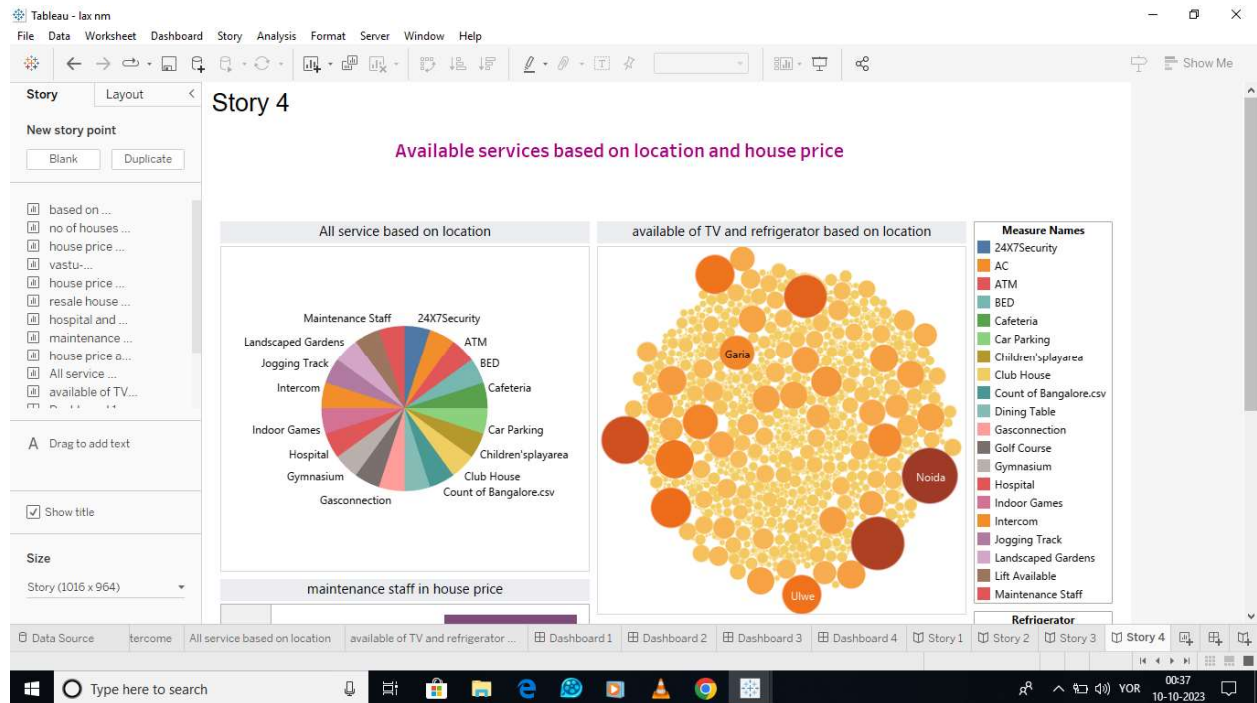 Tableau - lax nm
File Data Worksheet Dashboard Story Analysis Format Server Window Help
Show Me
Story Layout
New story point
Blank Duplicate
based on ...
no of houses ...
house price ...
vastu-...
house price ...
resale house ...
hospital and ...
maintenance ...
house price a...
All service ...
available of TV...
A Drag to add text
Show title
Size
Story (1016 x 964)
Story 4
Available services based on location and house price
All service based on location
Maintenance Staff
24X7Security
Landscaped Gardens
ATM
Jogging Track
BED
Intercom
Cafeteria
Indoor Games
Car Parking
Hospital
Children'splayarea
Gymnasium
Club House
Gasconnection
Count of Bangalore.csv
maintenance staff in house price
available of TV and refrigerator based on location
Garia
Noida
Ulwe
Measure Names
24X7Security
AC
ATM
BED
Cafeteria
Car Parking
Children'splayarea
Club House
Count of Bangalore.csv
Dining Table
Gasconnection
Golf Course
Gymnasium
Hospital
Indoor Games
Intercom
Jogging Track
Landscaped Gardens
Lift Available
Maintenance Staff
Refrigerator
Data Source tercome All service based on location available of TV and refrigerator ... Dashboard 1 Dashboard 2 Dashboard 3 Dashboard 4 Story 1 Story 2 Story 3 Story 4
Type here to search
YOR
00:37
10-10-2023